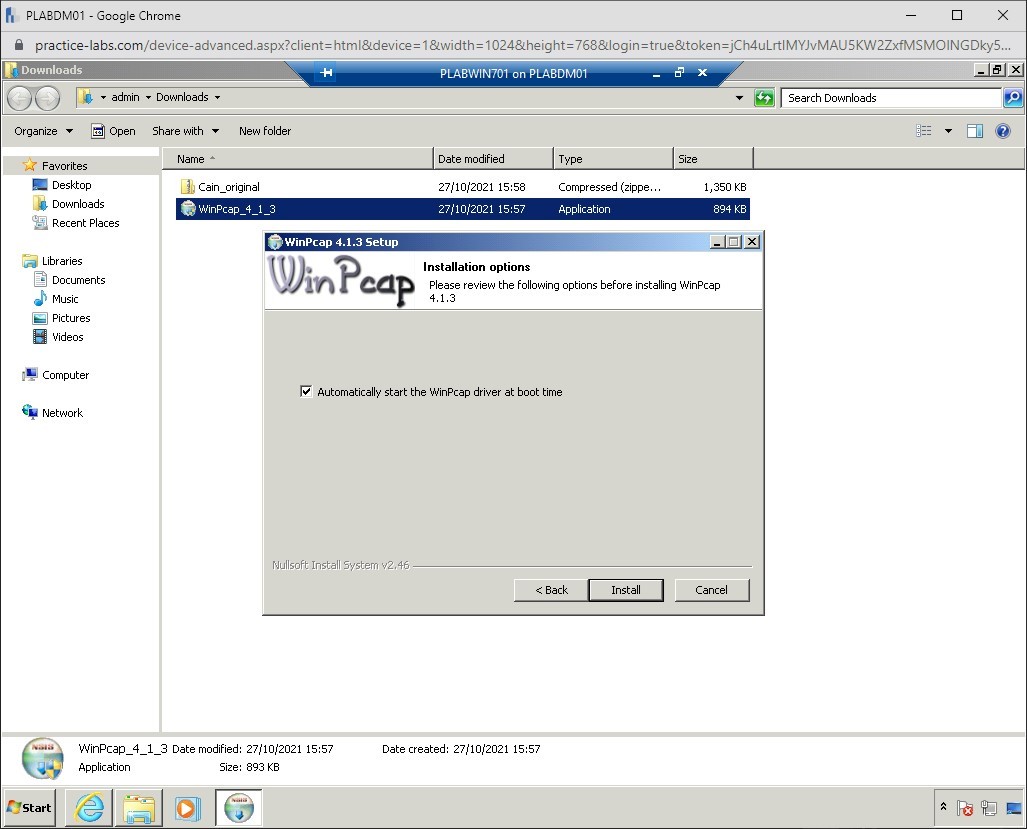 PLABDM01 - Google Chrome
practice-labs.com/device-advanced.aspx?client=html&device=1&width=1024&height=768&login=true&token=jCh4uLrtIMYJvMAU5KW2ZxfMSMOINGDky5...
Downloads
PLABWIN701 on PLABDM01
admin Downloads
Search Downloads
Organize Open Share with New folder
Name Date modified Type Size
Favorites
Desktop
Downloads
Recent Places
Libraries
Documents
Music
Pictures
Videos
Computer
Network
Cain_original 27/10/2021 15:58 Compressed (zippe... 1,350 KB
WinPcap_4_1_3 27/10/2021 15:57 Application 894 KB
WinPcap 4.1.3 Setup
WinPcap
Installation options
Please review the following options before installing WinPcap
4.1.3
Automatically start the WinPcap driver at boot time
Nullsoft Install System v2.46
< Back Install Cancel
WinPcap_4_1_3 Date modified: 27/10/2021 15:57 Date created: 27/10/2021 15:57
Application Size: 893 KB
Start